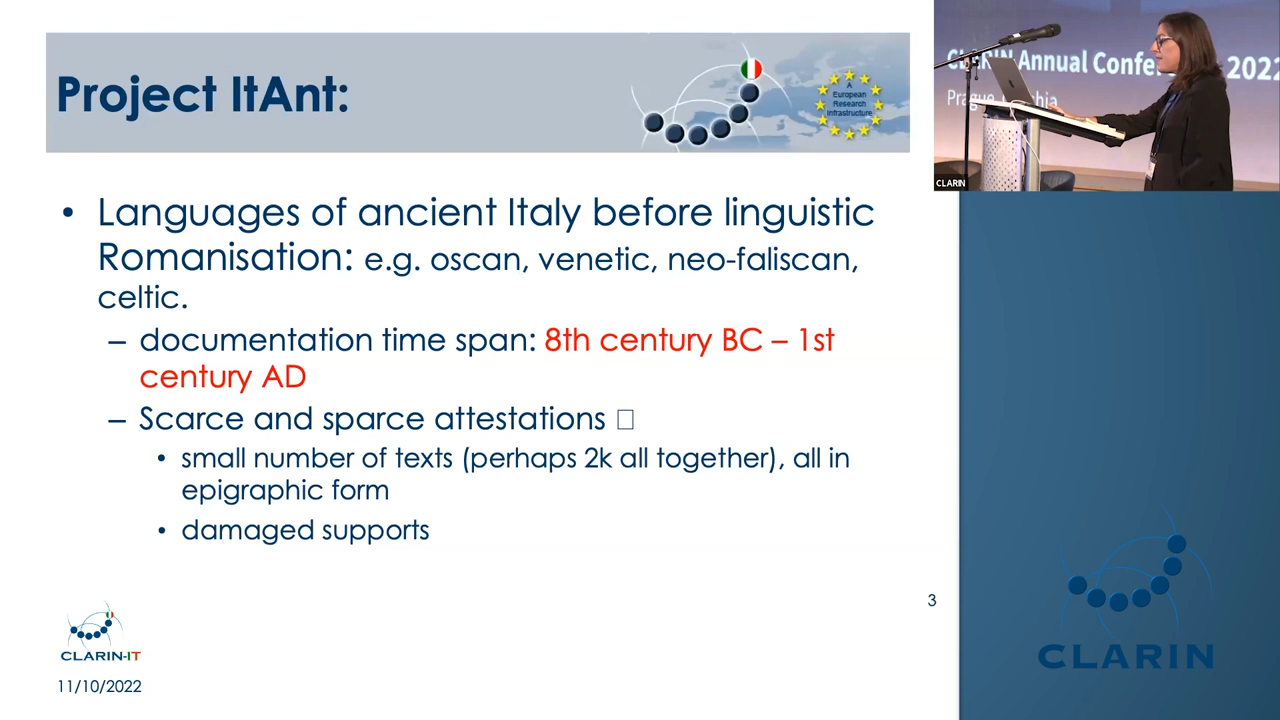 Project ItAnt:
A
European
Research
Infrastructure
• Languages of ancient Italy before linguistic
Romanisation: e.g. oscan, venetic, neo-faliscan,
celtic.
– documentation time span: 8th century BC – 1st
century AD
– Scarce and sparce attestations □
• small number of texts (perhaps 2k all together), all in
epigraphic form
• damaged supports
3
CLARIN-IT
11/10/2022
Annual 2022
CLARIN
CLARIN